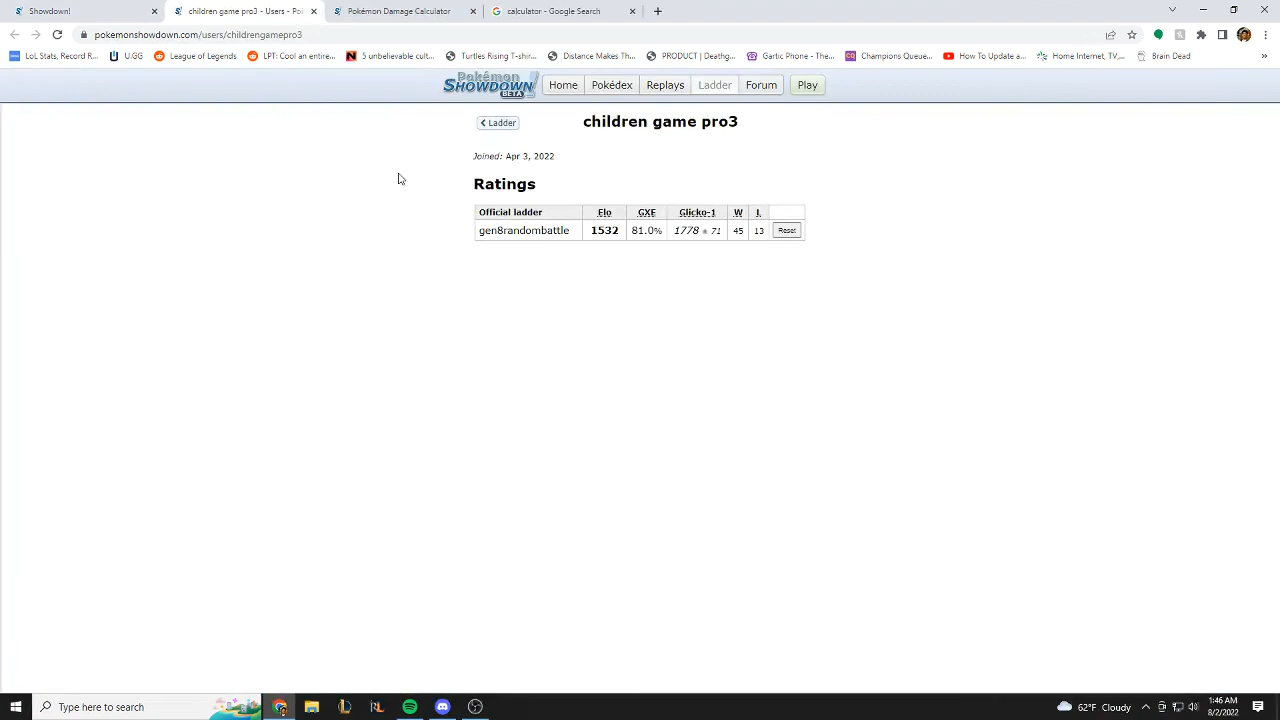 Showdown!
children game pro3 - Users - Pok
Pokémon Damage Calculator
calculator - Google Search
pokemonshowdown.com/users/childrengamepro3
LoL Stats, Record R...
U.GG
League of Legends
LPT: Cool an entire...
5 unbelievable cult...
Turtles Rising T-shir...
Distance Makes Th...
PRODUCT | Deathg...
Gartic Phone - The...
Champions Queue...
How To Update a...
Home Internet, TV,...
Brain Dead
Pokémon Showdown! BETA
Home
Pokédex
Replays
Ladder
Forum
Play
Ladder
children game pro3
Joined: Apr 3, 2022
Ratings
Official ladder Elo GXE Glicko-1 W L
gen8randombattle 1532 81.0% 1778 ± 71 45 13 Reset
Type here to search
62°F Cloudy
1:46 AM
8/2/2022